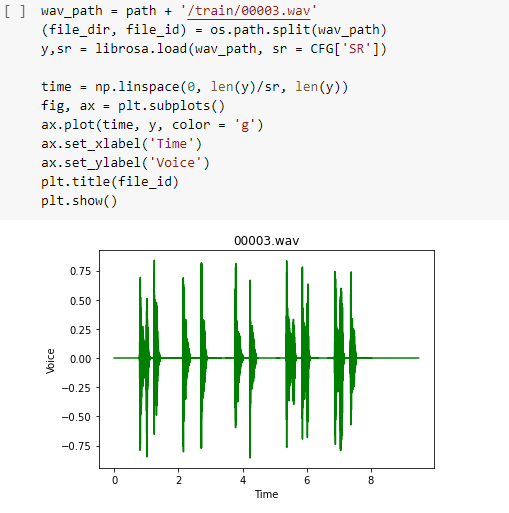 [ ] wav_path = path + '/train/00003.wav'
(file_dir, file_id) = os.path.split(wav_path)
y,sr = librosa.load(wav_path, sr = CFG['SR'])
time = np.linspace(0, len(y)/sr, len(y))
fig, ax = plt.subplots()
ax.plot(time, y, color = 'g')
ax.set_xlabel('Time')
ax.set_ylabel('Voice')
plt.title(file_id)
plt.show()
00003.wav
0.75
0.50
0.25
0.00
−0.25
−0.50
−0.75
Voice
0 2 4 6 8
Time